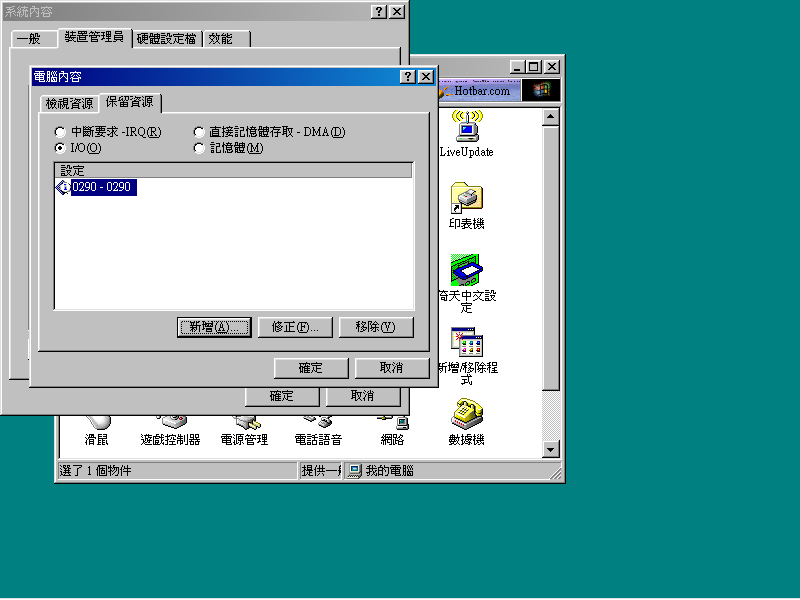 系統內容
一般
裝置管理員
硬體設定檔
效能
電腦內容
檢視資源
保留資源
中斷要求 -IRQ(R)
直接記憶體存取 - DMA(D)
I/O(O)
記憶體(M)
設定
0290 - 0290
新增(A)...
修正(F)...
移除(V)
確定
取消
確定
取消
Hotbar.com
LiveUpdate
印表機
倚天中文設
定
新增/移除程
式
滑鼠
遊戲控制器
電源管理
電話語音
網路
數據機
選了 1 個物件
提供一
我的電腦